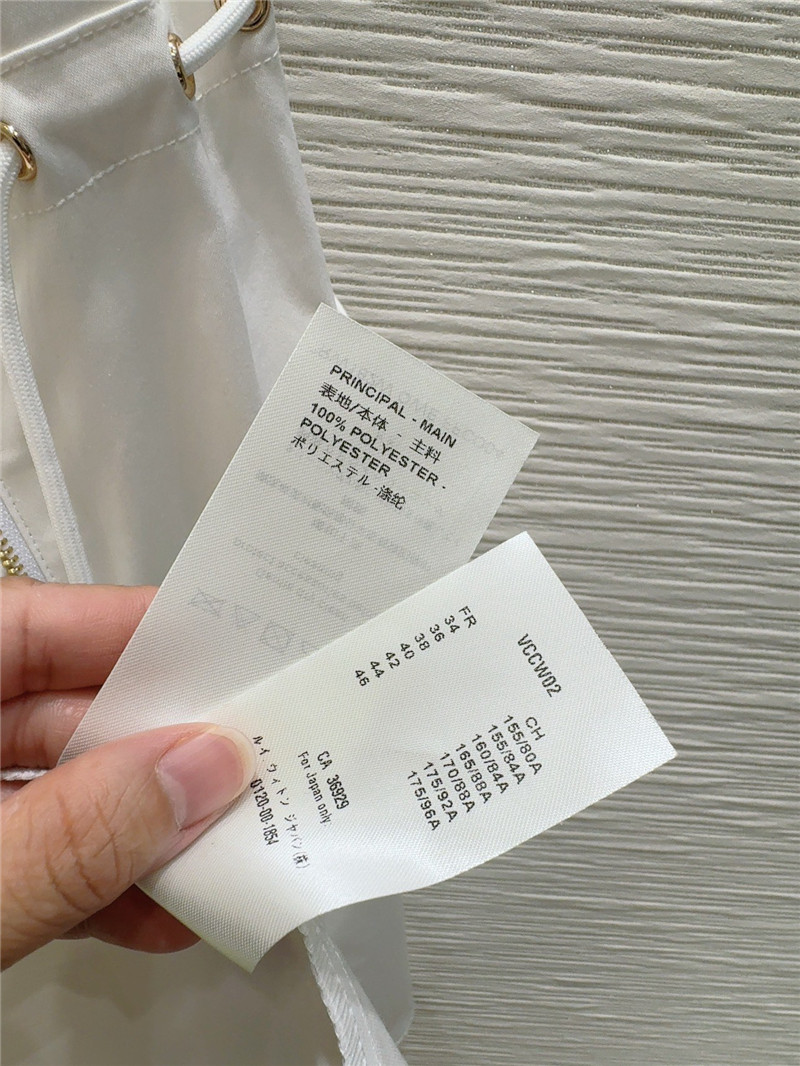 PRINCIPAL - MAIN
表地/本体 - 主料
100% POLYESTER -
POLYESTER
ポリエステル -涤纶
VCCW02
FR
34
36
38
40
42
44
46
CH
155/80A
155/84A
160/84A
165/88A
170/88A
175/92A
175/96A
CA 36929
For Japan only.
ルイ・ヴィトン ジャパン(株)
0120-00-1854